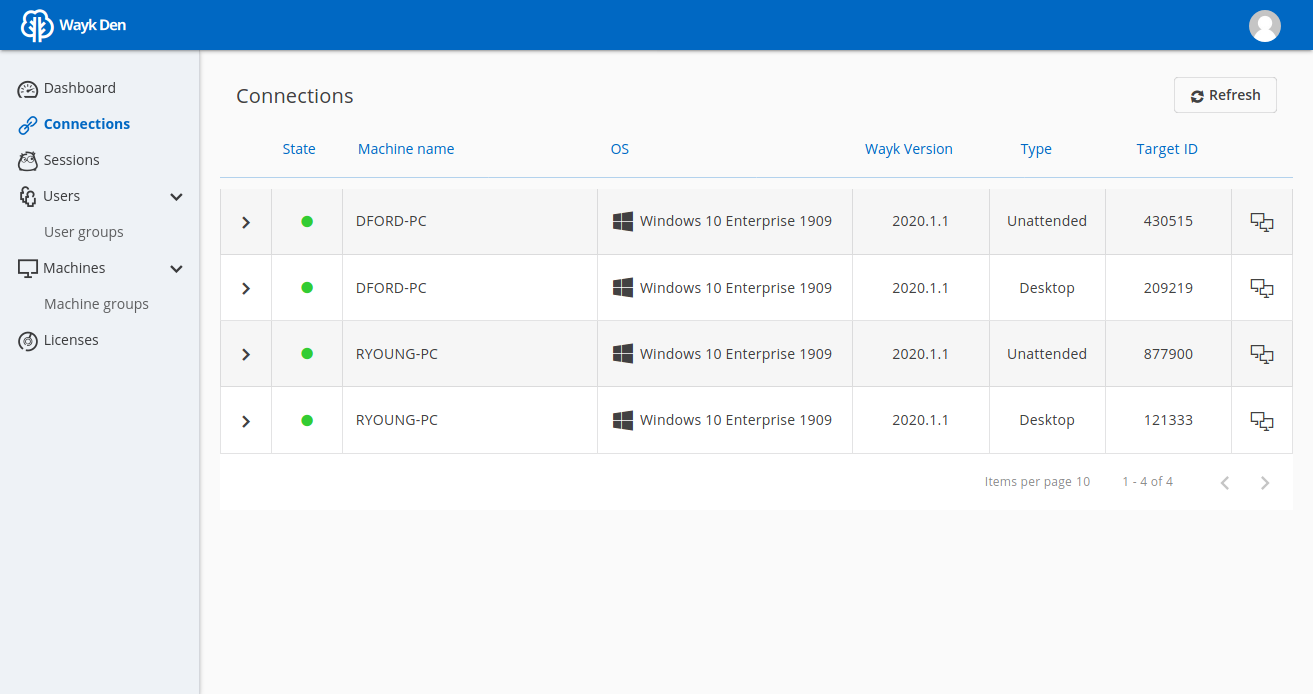 Wayk Den
Dashboard
Connections
Sessions
Users
User groups
Machines
Machine groups
Licenses
Connections
Refresh
State Machine name OS Wayk Version Type Target ID
DFORD-PC Windows 10 Enterprise 1909 2020.1.1 Unattended 430515
DFORD-PC Windows 10 Enterprise 1909 2020.1.1 Desktop 209219
RYOUNG-PC Windows 10 Enterprise 1909 2020.1.1 Unattended 877900
RYOUNG-PC Windows 10 Enterprise 1909 2020.1.1 Desktop 121333
Items per page 10 1 - 4 of 4